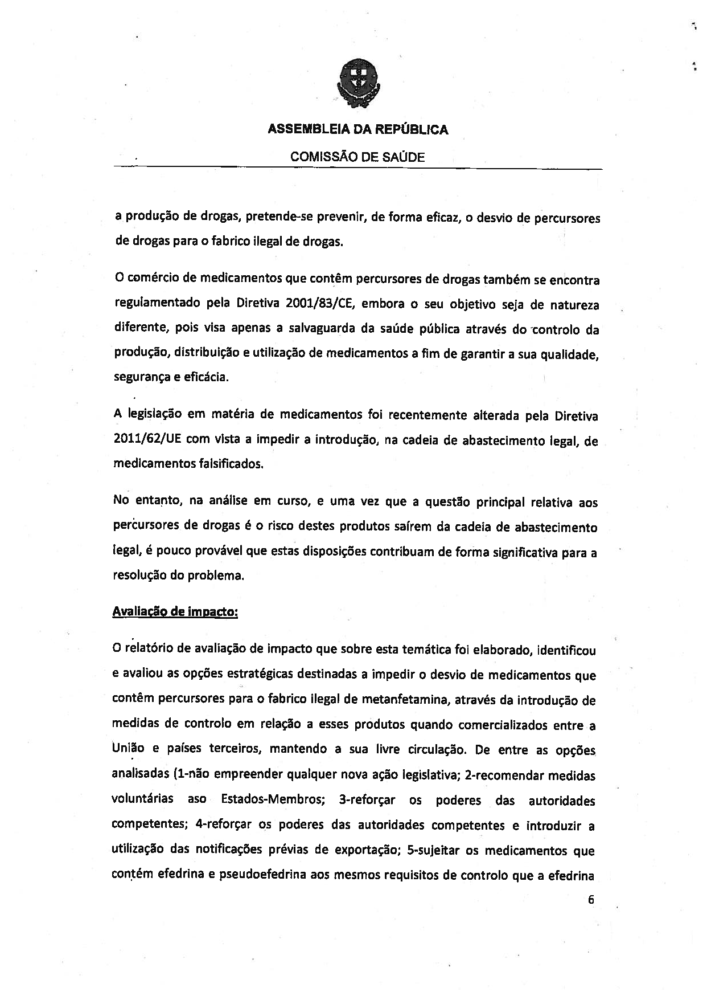 ASSEMBLEIA DA REPÚBLICA
COMISSÃO DE SAÚDE
a produção de drogas, pretende-se prevenir, de forma eficaz, o desvio de percursores
de drogas para o fabrico ilegal de drogas.
O comércio de medicamentos que contêm percursores de drogas também se encontra
regulamentado pela Diretiva 2001/83/CE, embora o seu objetivo seja de natureza
diferente, pois visa apenas a salvaguarda da saúde pública através do controlo da
produção, distribuição e utilização de medicamentos a fim de garantir a sua qualidade,
segurança e eficácia.
A legislação em matéria de medicamentos foi recentemente alterada pela Diretiva
2011/62/UE com vista a impedir a introdução, na cadeia de abastecimento legal, de
medicamentos falsificados.
No entanto, na análise em curso, e uma vez que a questão principal relativa aos
percursores de drogas é o risco destes produtos saírem da cadeia de abastecimento
legal, é pouco provável que estas disposições contribuam de forma significativa para a
resolução do problema.
Avaliação de impacto:
O relatório de avaliação de impacto que sobre esta temática foi elaborado, identificou
e avaliou as opções estratégicas destinadas a impedir o desvio de medicamentos que
contêm percursores para o fabrico ilegal de metanfetamina, através da introdução de
medidas de controlo em relação a esses produtos quando comercializados entre a
União e países terceiros, mantendo a sua livre circulação. De entre as opções
analisadas (1-não empreender qualquer nova ação legislativa; 2-recomendar medidas
voluntárias aso Estados-Membros; 3-reforçar os poderes das autoridades
competentes; 4-reforçar os poderes das autoridades competentes e introduzir a
utilização das notificações prévias de exportação; 5-sujeitar os medicamentos que
contém efedrina e pseudoefedrina aos mesmos requisitos de controlo que a efedrina
6